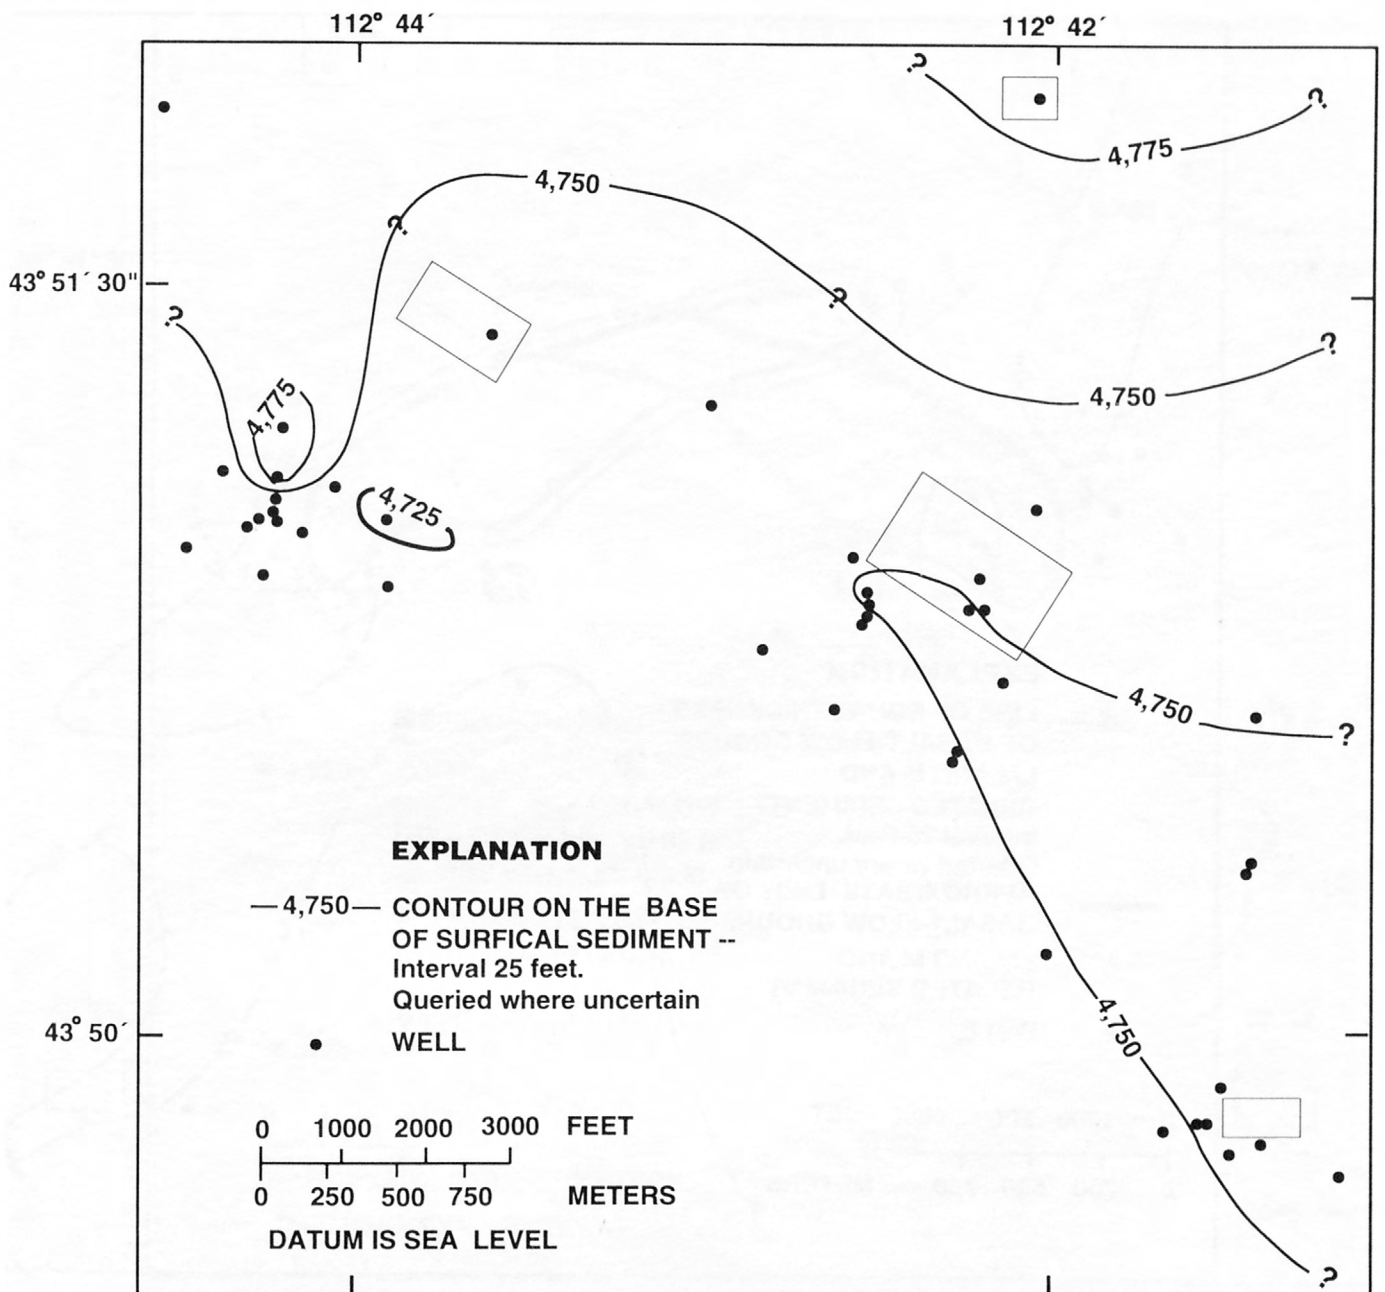 112° 44′ 112° 42′
?
?
4,775
4,750
?
43° 51′ 30"
?
?
?
4,750
4,775
4,725
4,750
?
EXPLANATION
—4,750— CONTOUR ON THE BASE
OF SURFICAL SEDIMENT --
Interval 25 feet.
Queried where uncertain
4,750
43° 50′
WELL
0 1000 2000 3000 FEET
0 250 500 750 METERS
DATUM IS SEA LEVEL
?